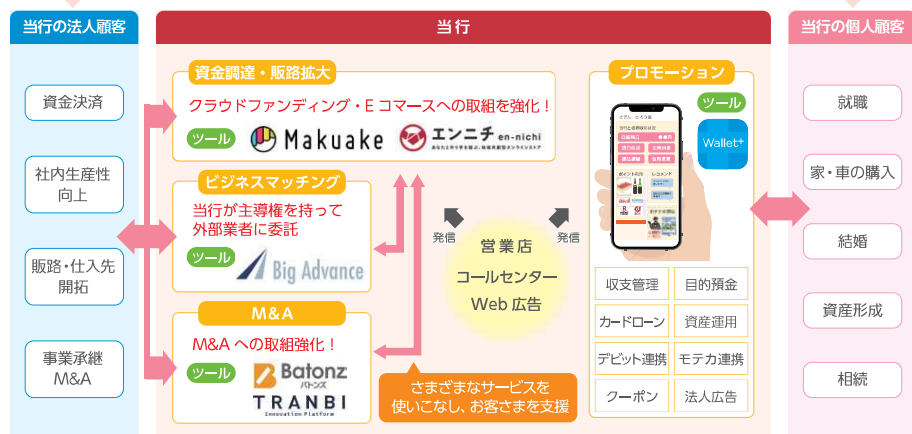 当行の法人顧客
資金決済
社内生産性
向上
販路・仕入先
開拓
事業承継
M&A
当行
資金調達・販路拡大
クラウドファンディング・Eコマースへの取組を強化！
ツール
Makuake
エンニチ en-nichi
ビジネスマッチング
当行が主導権を持って
外部業者に委託
ツール
Big Advance
M&A
M&Aへの取組強化！
ツール
Batonz
バトンズ
TRANBI
Innovation Platform
発信
発信
営業店
コールセンター
Web広告
さまざまなサービスを
使いこなし、お客さまを支援
プロモーション
ツール
Wallet+
収支管理
目的預金
カードローン
資産運用
デビット連携
モテカ連携
クーポン
法人広告
当行の個人顧客
就職
家・車の購入
結婚
資産形成
相続